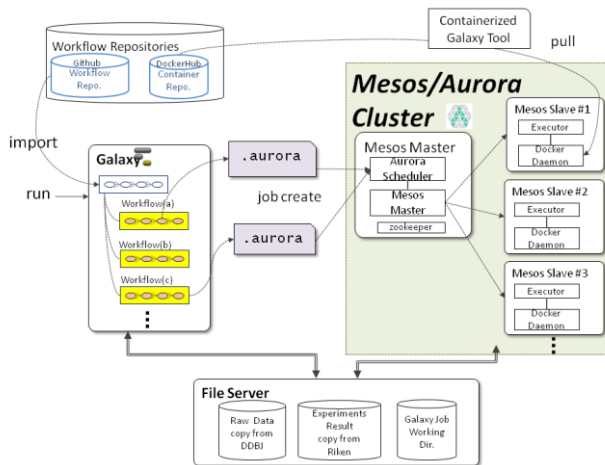 Workflow Repositories
Github
Workflow
Repo.
DockerHub
Container
Repo.
Containerized
Galaxy Tool
pull
import
run
Galaxy
Workflow(a)
Workflow(b)
Workflow(c)
.aurora
job create
.aurora
Mesos/Aurora
Cluster
Mesos Master
Aurora
Scheduler
Mesos
Master
zookeeper
Mesos Slave #1
Executor
Docker
Daemon
Mesos Slave #2
Executor
Docker
Daemon
Mesos Slave #3
Executor
Docker
Daemon
File Server
Raw Data
copy from
DDBJ
Experiments
Result
copy from
Riken
Galaxy Job
Working
Dir.